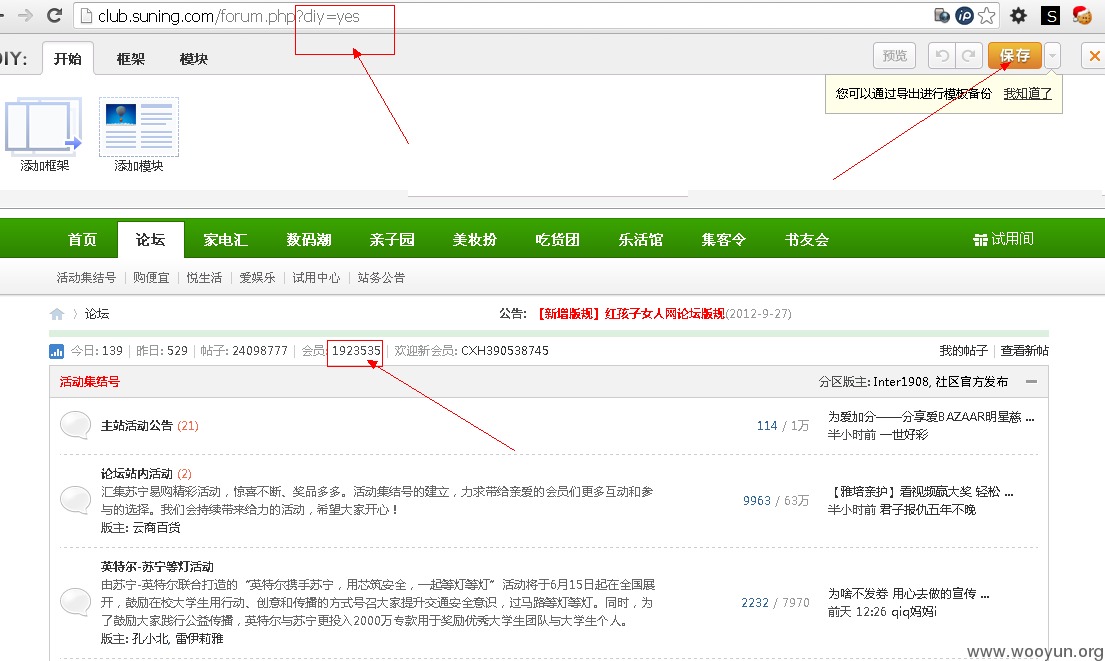 club.suning.com/forum.php?diy=yes
DIY: 开始 框架 模块 预览 保存
您可以通过导出进行模板备份 我知道了
添加框架 添加模块
首页 论坛 家电汇 数码潮 亲子园 美妆扮 吃货团 乐活馆 集客令 书友会 试用间
活动集结号 购便宜 悦生活 爱娱乐 试用中心 站务公告
论坛 公告: 【新增版规】红孩子女人网论坛版规(2012-9-27)
今日: 139 昨日: 529 帖子: 24098777 会员: 1923535 欢迎新会员: CXH390538745 我的帖子 查看新帖
活动集结号 分区版主: Inter1908, 社区官方发布
主站活动公告 (21)
114 / 1万
为爱加分——分享爱BAZAAR明星慈 ...
半小时前 一世好彩
论坛站内活动 (2)
汇集苏宁易购精彩活动，惊喜不断、奖品多多。活动集结号的建立，力求带给亲爱的会员们更多互动和参
与的选择。我们会持续带来给力的活动，希望大家开心！
版主: 云商百货
9963 / 63万
【雅培亲护】看视频赢大奖 轻松 ...
半小时前 君子报仇五年不晚
英特尔-苏宁等灯活动
由苏宁-英特尔联合打造的“英特尔携手苏宁，用芯筑安全，一起等灯等灯”活动将于6月15日起在全国展
开，鼓励在校大学生用行动、创意和传播的方式号召大家提升交通安全意识，过马路等灯等灯。同时，为
了鼓励大家践行公益传播，英特尔与苏宁更投入2000万专款用于奖励优秀大学生团队与大学生个人。
版主: 孔小北, 雷伊莉雅
2232 / 7970
为啥不发券 用心去做的宣传 ...
前天 12:26 qiq妈妈i
www.wooyun.org